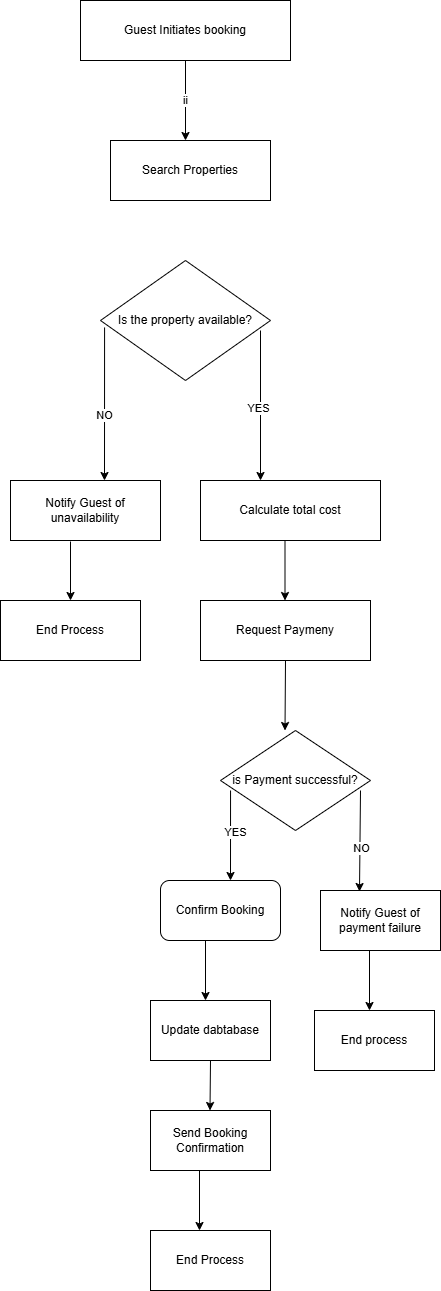 Guest Initiates booking
ii
Search Properties
Is the property available?
NO
YES
Notify Guest of
unavailability
Calculate total cost
End Process
Request Paymeny
is Payment successful?
YES
NO
Confirm Booking
Notify Guest of
payment failure
Update dabtabase
End process
Send Booking
Confirmation
End Process